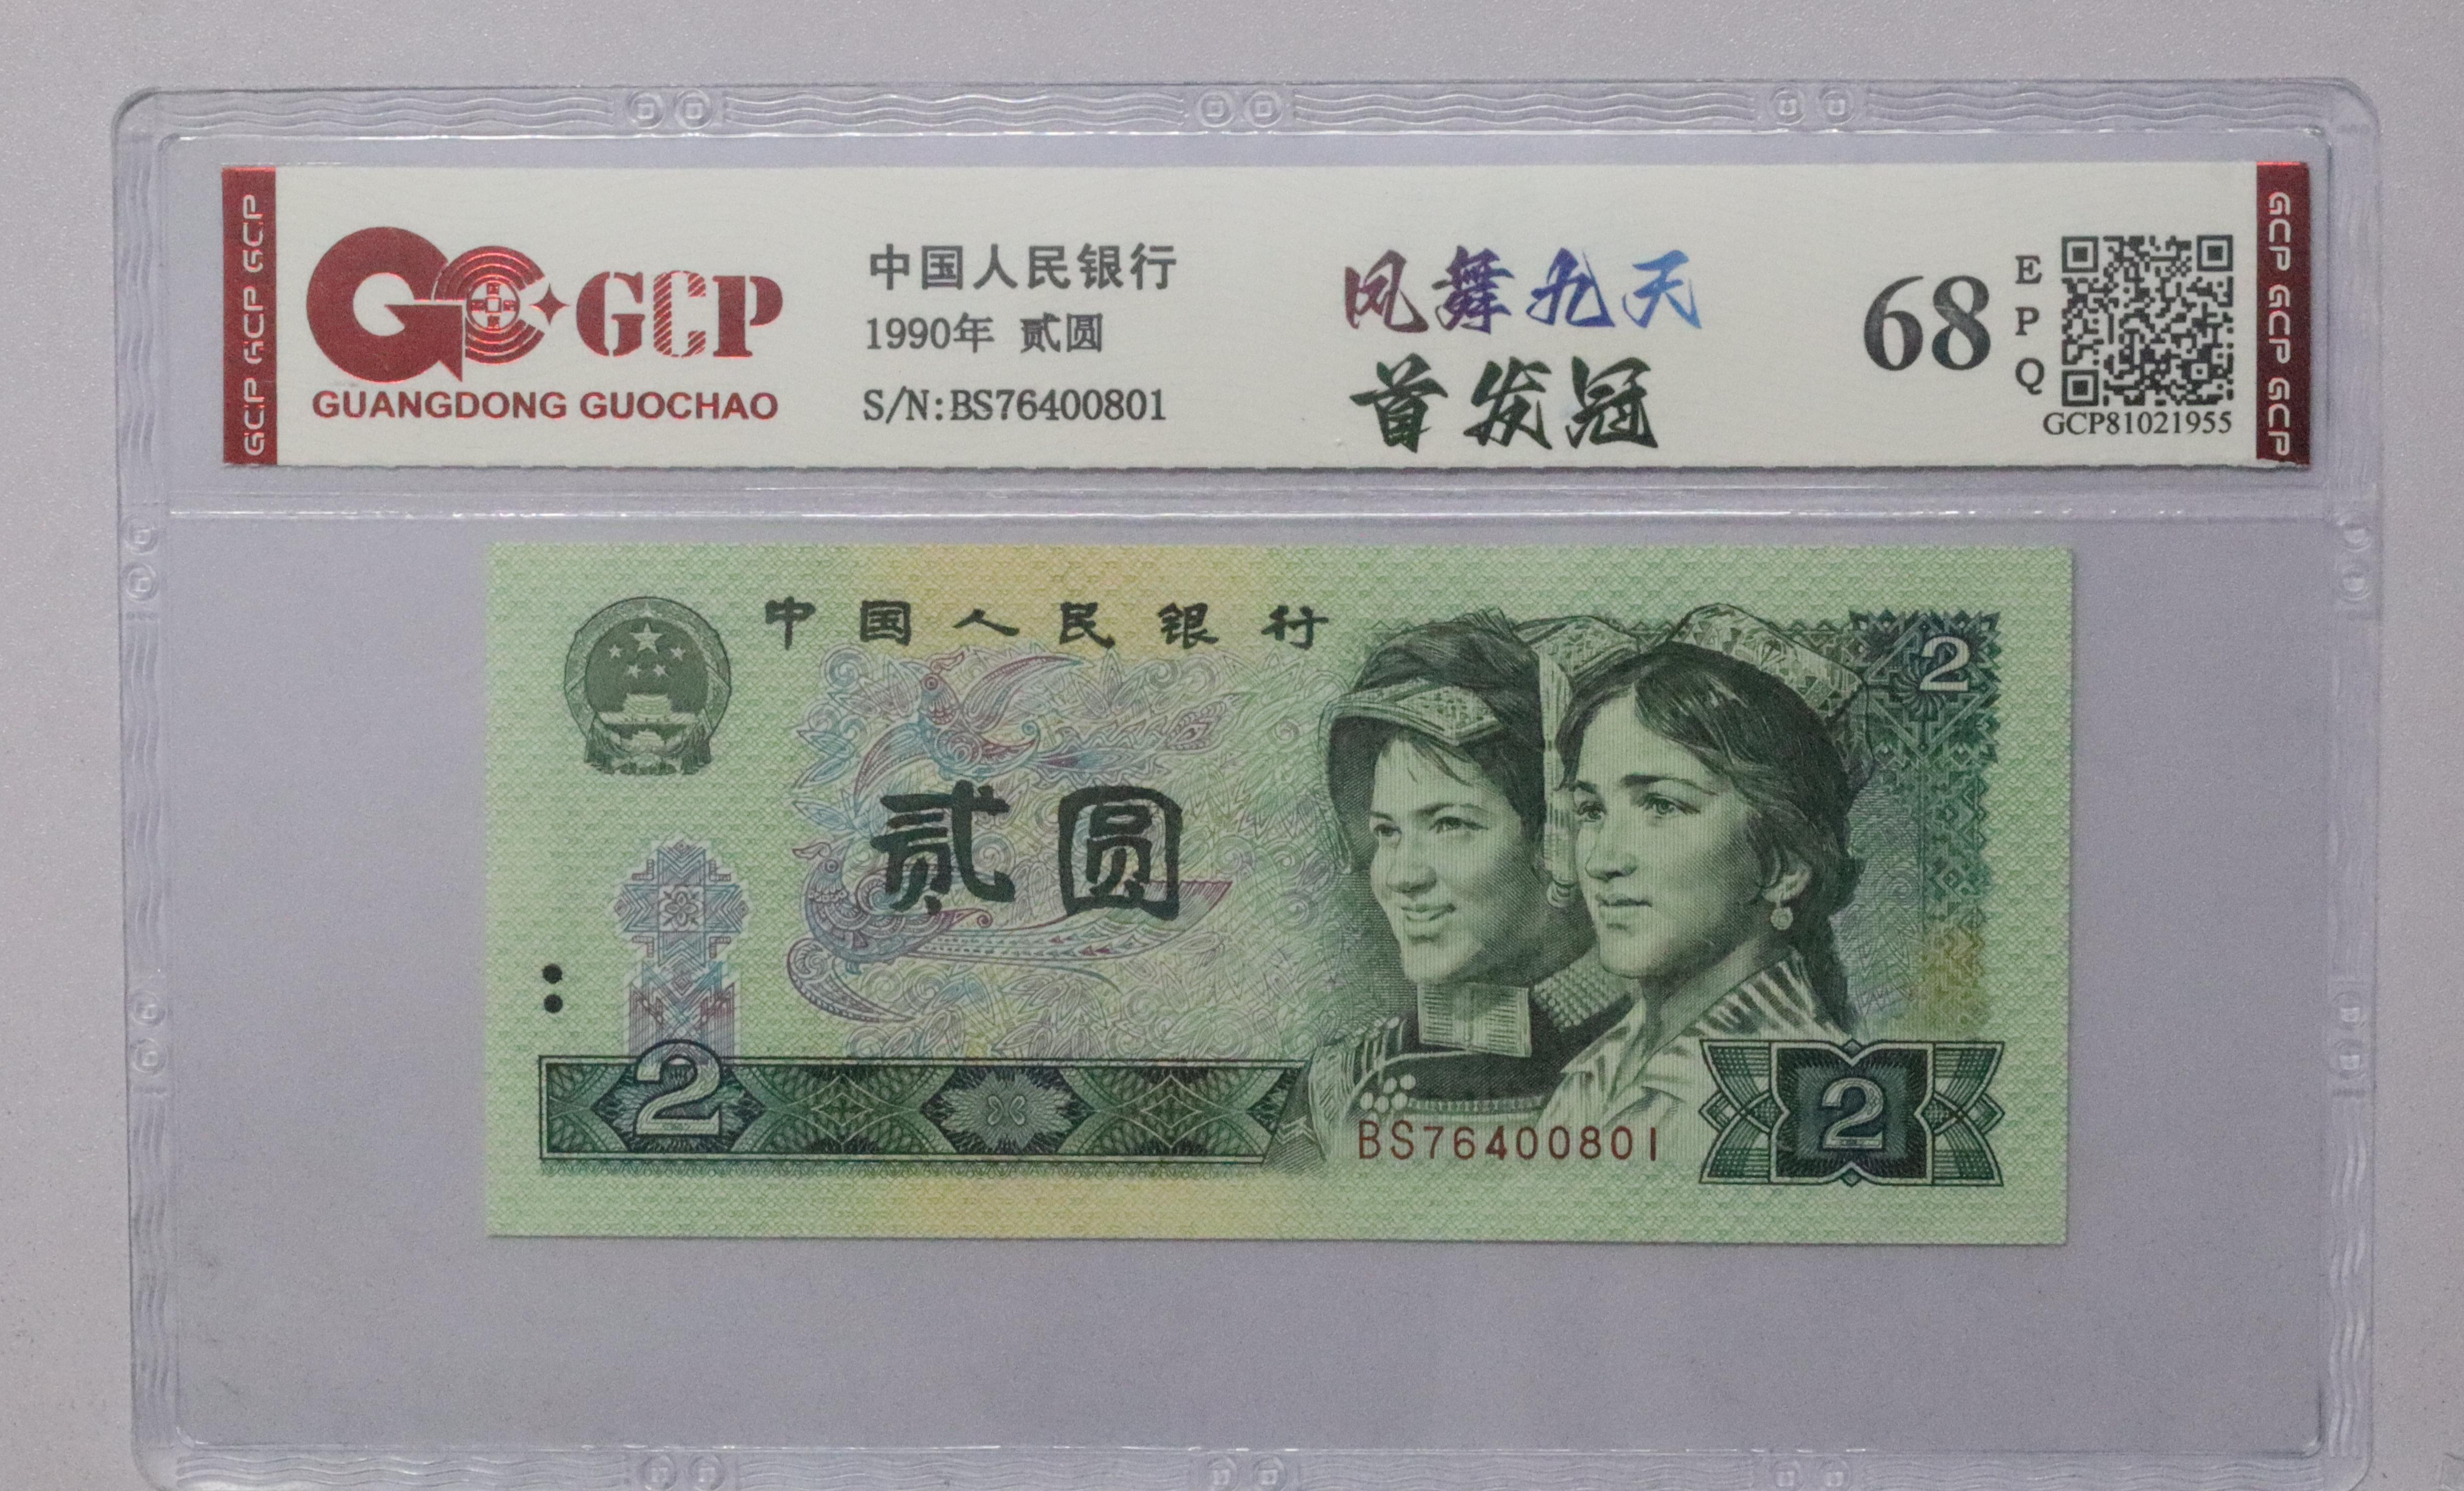 GCP GCP GCP
GCP
GUANGDONG GUOCHAO
中国人民银行
1990年 贰圆
S/N:BS76400801
凤舞九天
首发冠
68
EPQ
GCP81021955
GCP GCP GCP
中国人民银行
2
贰圆
2
BS76400801
2